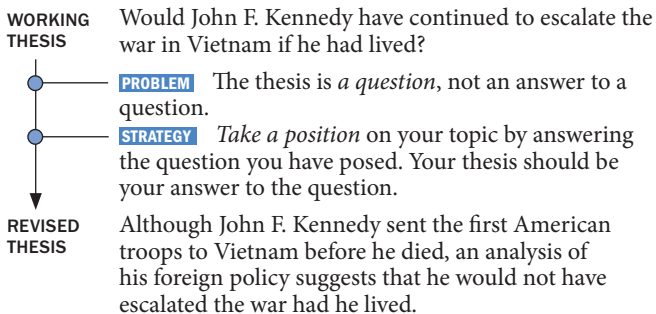 WORKING THESIS
Would John F. Kennedy have continued to escalate the
war in Vietnam if he had lived?
PROBLEM The thesis is a question, not an answer to a
question.
STRATEGY Take a position on your topic by answering
the question you have posed. Your thesis should be
your answer to the question.
REVISED THESIS
Although John F. Kennedy sent the first American
troops to Vietnam before he died, an analysis of
his foreign policy suggests that he would not have
escalated the war had he lived.